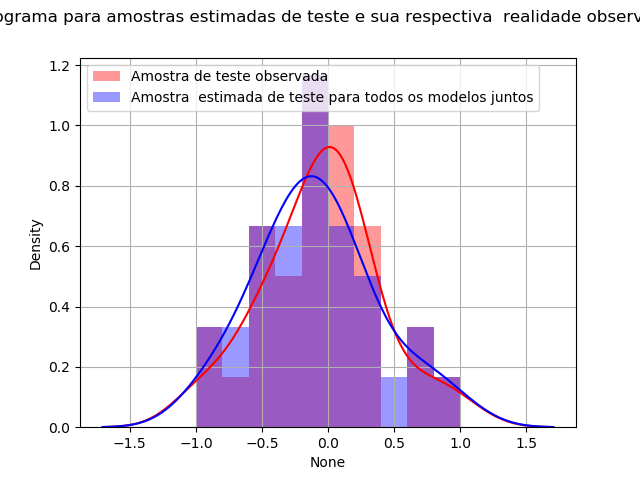 ograma para amostras estimadas de teste e sua respectiva  realidade observ
1.2
1.0
0.8
0.6
0.4
0.2
0.0
Density
Amostra de teste observada
Amostra  estimada de teste para todos os modelos juntos
−1.5 −1.0 −0.5 0.0 0.5 1.0 1.5
None